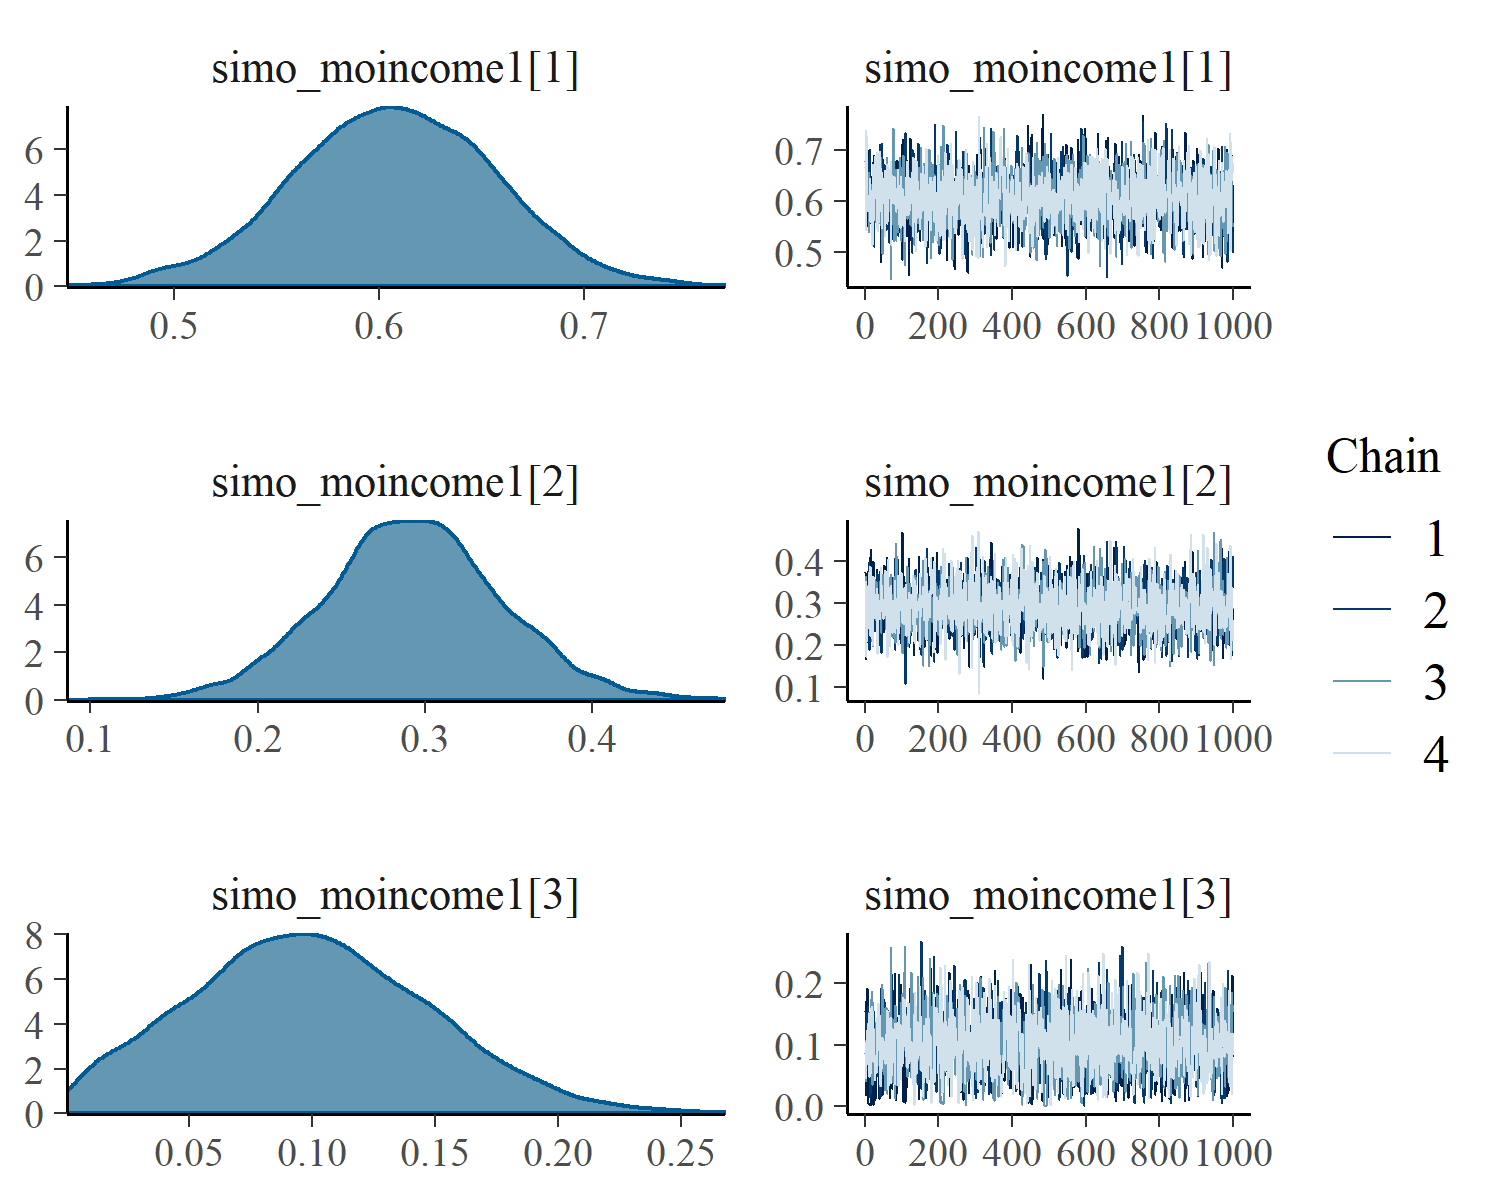 simo_moincome1[1]
6
4
2
0
0.5 0.6 0.7
simo_moincome1[1]
0.7
0.6
0.5
0 200 400 600 800 1000
simo_moincome1[2]
6
4
2
0
0.1 0.2 0.3 0.4
simo_moincome1[2]
0.4
0.3
0.2
0.1
0 200 400 600 800 1000
simo_moincome1[3]
8
6
4
2
0
0.05 0.10 0.15 0.20 0.25
simo_moincome1[3]
0.2
0.1
0.0
0 200 400 600 800 1000
Chain
1
2
3
4